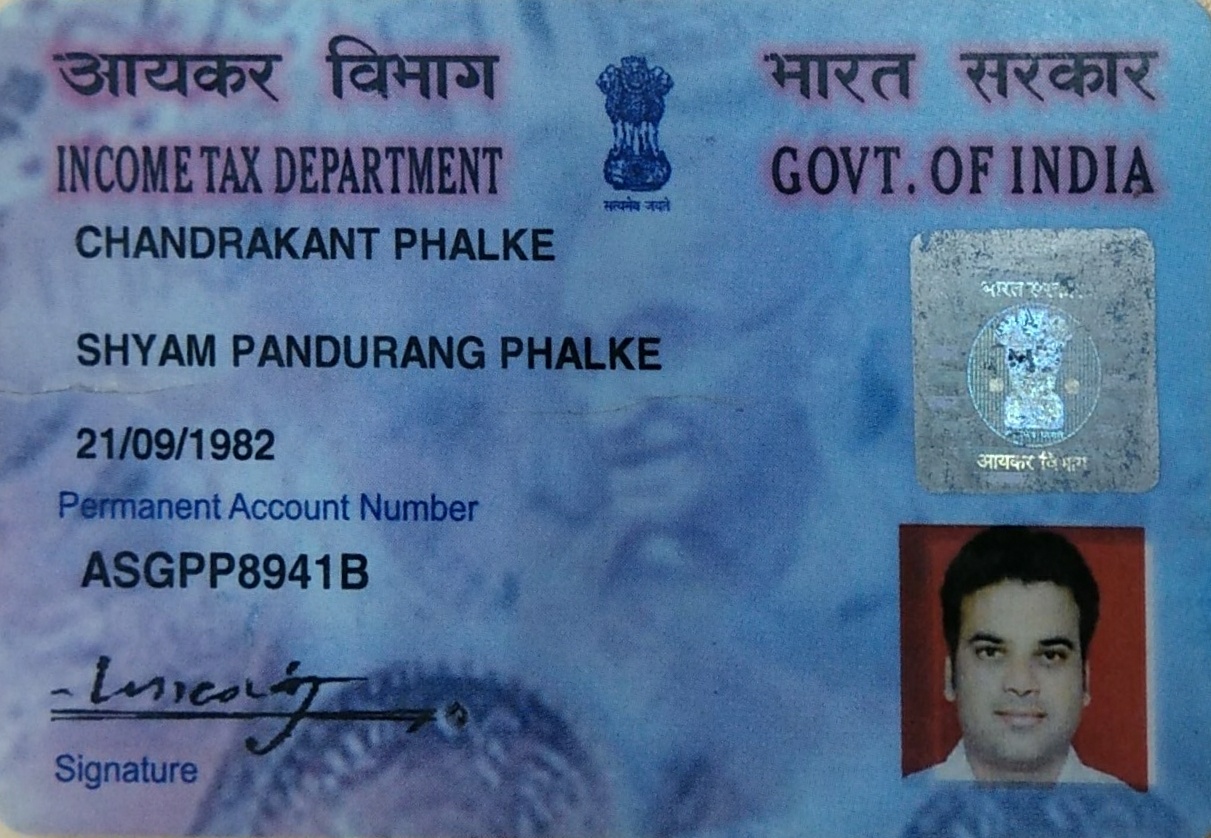 आयकर विभाग भारत सरकार
INCOME TAX DEPARTMENT GOVT. OF INDIA
सत्यमेव जयते
CHANDRAKANT PHALKE
SHYAM PANDURANG PHALKE
21/09/1982
Permanent Account Number
ASGPP8941B
Signature
भारत सरकार
आयकर विभाग